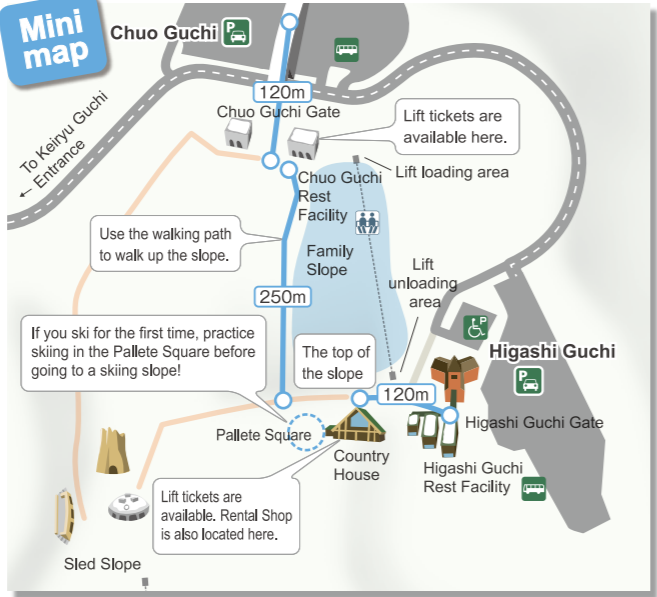 Mini
map
Chuo Guchi
P
120m
Chuo Guchi Gate
Lift tickets are
available here.
To Keiryu Guchi
Entrance
Lift loading area
Chuo Guchi
Rest
Facility
Use the walking path
to walk up the slope.
Family
Slope
Lift
unloading
area
250m
P
If you ski for the first time, practice
skiing in the Pallete Square before
going to a skiing slope!
The top of
the slope
Higashi Guchi
P
120m
Pallete Square
Higashi Guchi Gate
Country
House
Higashi Guchi
Rest Facility
Lift tickets are
available. Rental Shop
is also located here.
Sled Slope